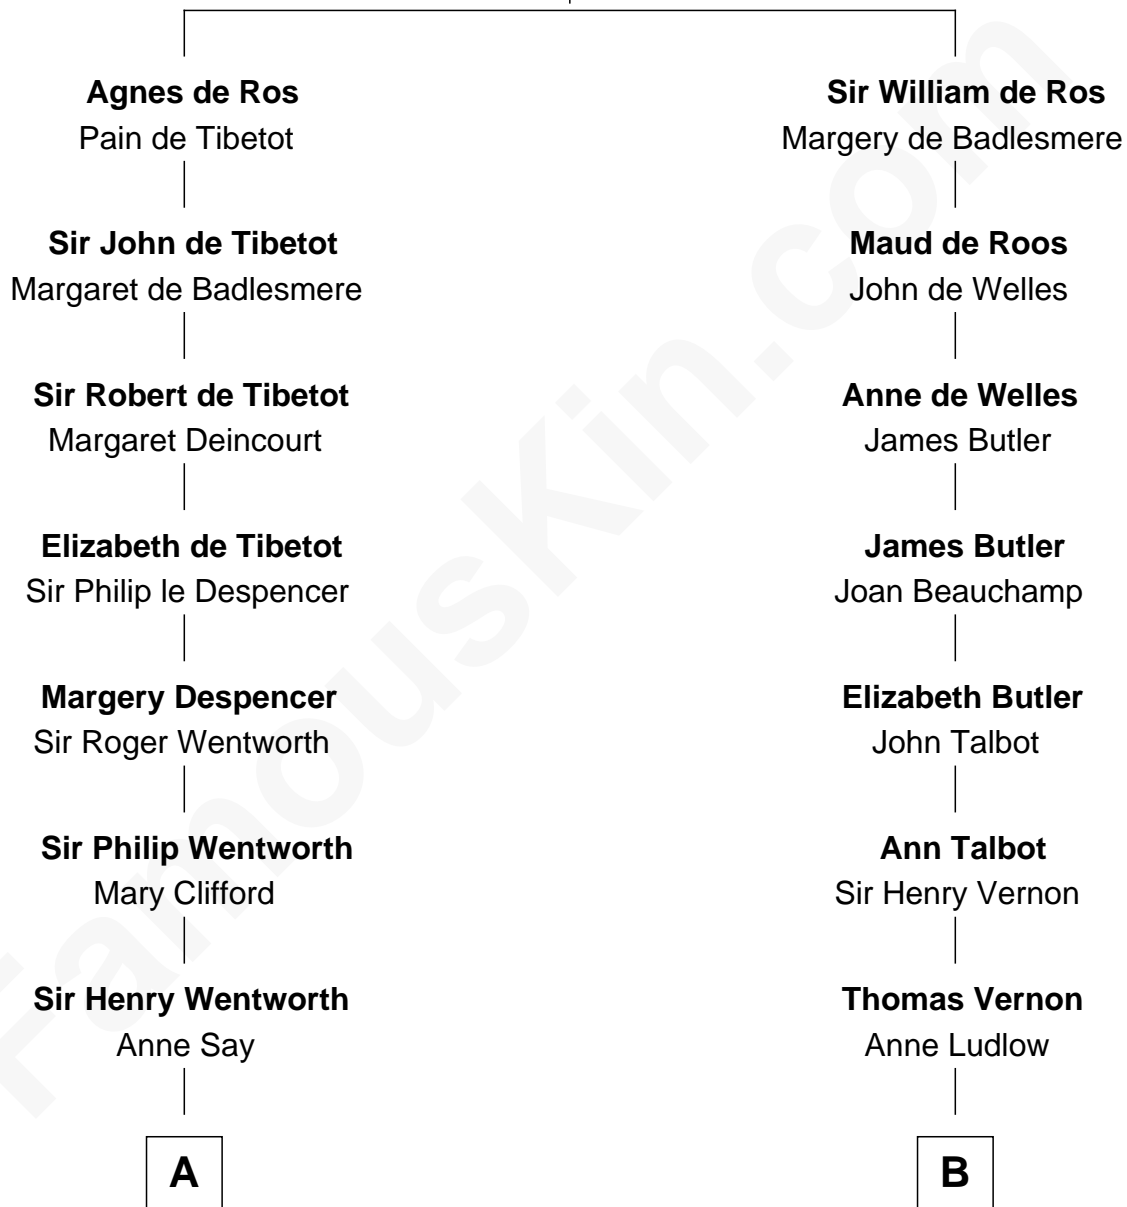 Agnes de Ros
Pain de Tibetot
Sir William de Ros
Margery de Badlesmere
Sir John de Tibetot
Margaret de Badlesmere
Maud de Roos
John de Welles
Sir Robert de Tibetot
Margaret Deincourt
Anne de Welles
James Butler
Elizabeth de Tibetot
Sir Philip le Despencer
James Butler
Joan Beauchamp
Margery Despencer
Sir Roger Wentworth
Elizabeth Butler
John Talbot
Sir Philip Wentworth
Mary Clifford
Ann Talbot
Sir Henry Vernon
Sir Henry Wentworth
Anne Say
Thomas Vernon
Anne Ludlow
A
B
FamousKin.com